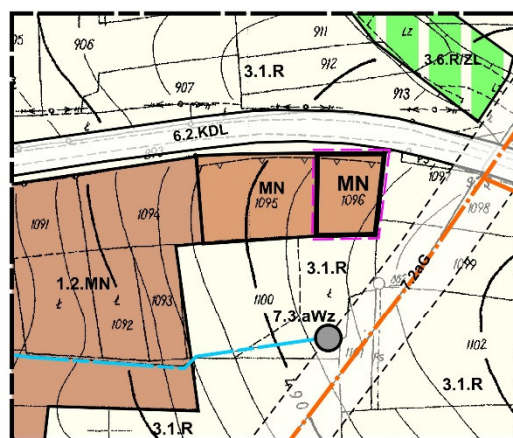 906
911
Lz
3.6.R/ZL
3.1.R
912
907
913
6.2.KDL
893
1097
MN
1095
MN
1096
1091
1094
1098
3.1.R
1099
7.2aG
1100
1.2.MN
1093
1092
7.3.aWz
1102
3.1.R
3.1.R